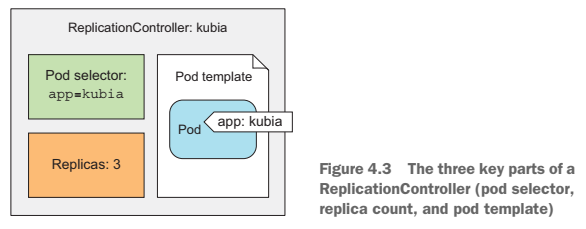 ReplicationController: kubia
Pod selector:
app=kubia
Replicas: 3
Pod template
Pod
app: kubia
Figure 4.3 The three key parts of a
ReplicationController (pod selector,
replica count, and pod template)